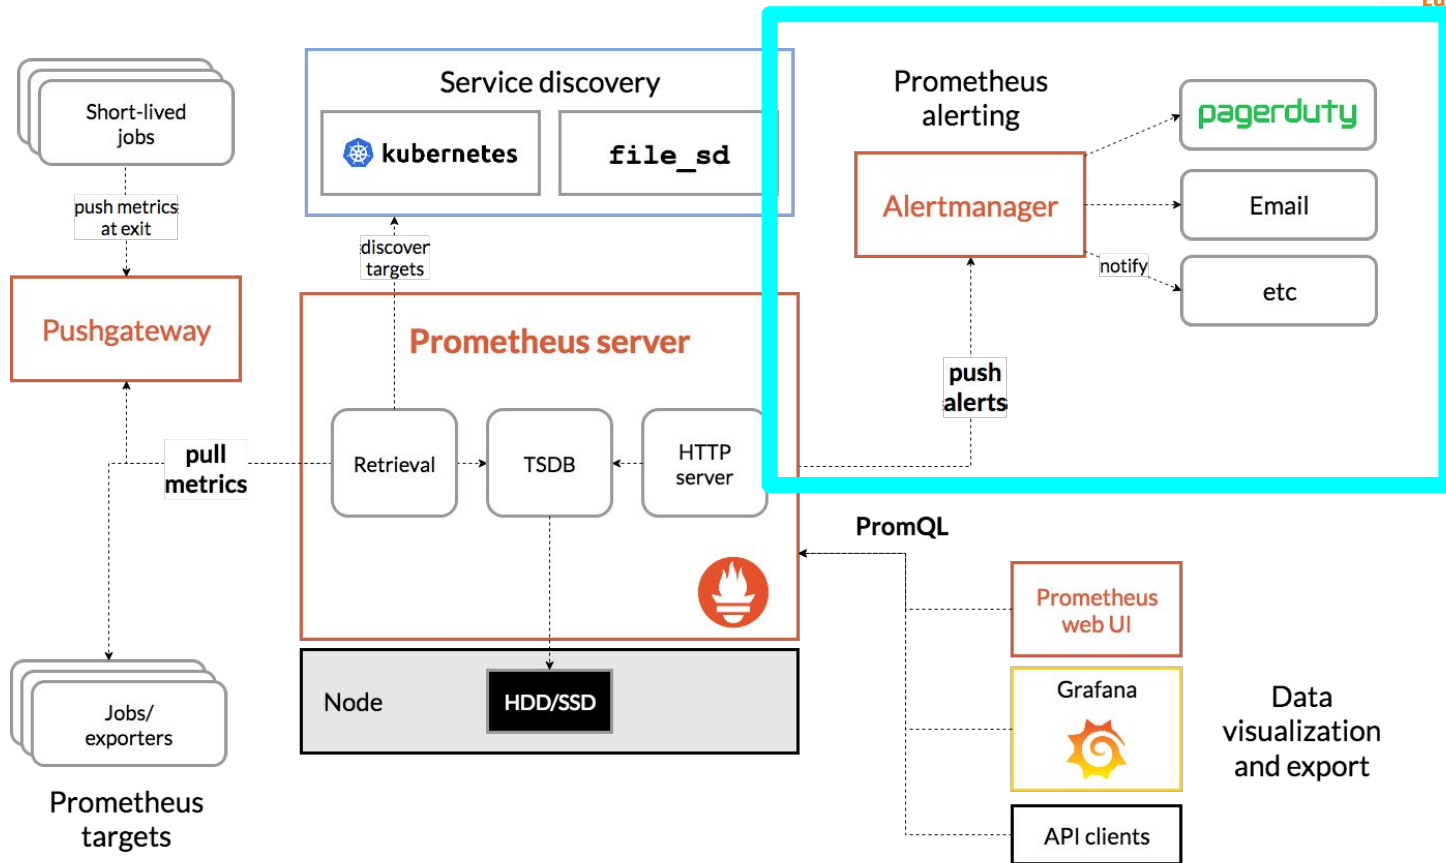 Service discovery
kubernetes
file_sd
Prometheus
alerting
pagerduty
Alertmanager
Email
notify
etc
Short-lived
jobs
push metrics
at exit
discover
targets
Pushgateway
Prometheus server
push
alerts
pull
metrics
Retrieval
TSDB
HTTP
server
PromQL
Prometheus
web UI
Node
HDD/SSD
Grafana
Data
visualization
and export
Jobs/
exporters
Prometheus
targets
API clients